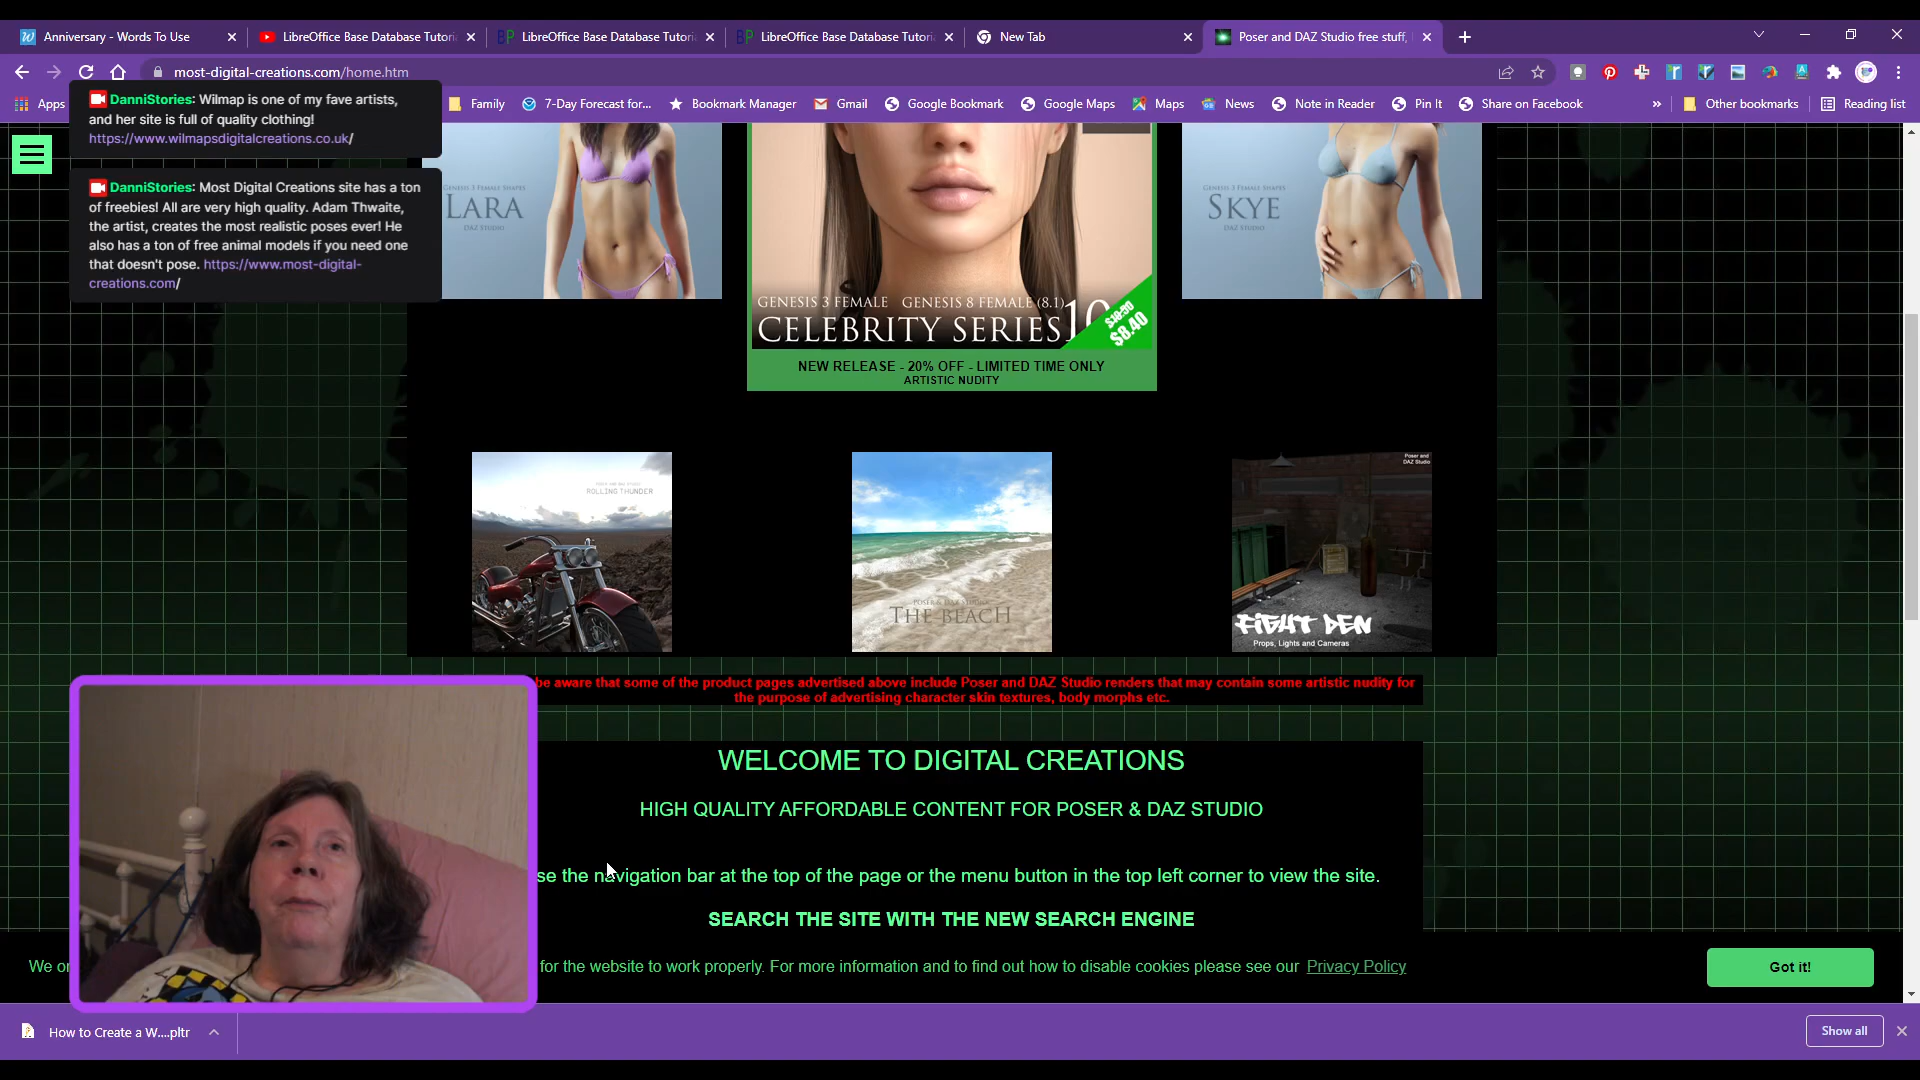 Anniversary - Words To Use
LibreOffice Base Database Tutori
LibreOffice Base Database Tutori
LibreOffice Base Database Tutori
New Tab
Poser and DAZ Studio free stuff,
most-digital-creations.com/home.htm
Apps
Family
7-Day Forecast for...
Bookmark Manager
Gmail
Google Bookmark
Google Maps
Maps
News
Note in Reader
Pin It
Share on Facebook
Other bookmarks
Reading list
DanniStories: Wilmap is one of my fave artists,
and her site is full of quality clothing!
https://www.wilmapsdigitalcreations.co.uk/
DanniStories: Most Digital Creations site has a ton
of freebies! All are very high quality. Adam Thwaite,
the artist, creates the most realistic poses ever! He
also has a ton of free animal models if you need one
that doesn't pose. https://www.most-digital-
creations.com/
GENESIS 3 FEMALE SHAPES
LARA
DAZ STUDIO
GENESIS 3 FEMALE GENESIS 8 FEMALE (8.1)
CELEBRITY SERIES 10
$8.40
NEW RELEASE - 20% OFF - LIMITED TIME ONLY
ARTISTIC NUDITY
GENESIS 3 FEMALE SHAPES
SKYE
DAZ STUDIO
ROLLING THUNDER
POSER & DAZ STUDIO
THE BEACH
Poser and
DAZ Studio
FIGHT DEN
Props, Lights and Cameras
be aware that some of the product pages advertised above include Poser and DAZ Studio renders that may contain some artistic nudity for
the purpose of advertising character skin textures, body morphs etc.
WELCOME TO DIGITAL CREATIONS
HIGH QUALITY AFFORDABLE CONTENT FOR POSER & DAZ STUDIO
se the navigation bar at the top of the page or the menu button in the top left corner to view the site.
SEARCH THE SITE WITH THE NEW SEARCH ENGINE
We
for the website to work properly. For more information and to find out how to disable cookies please see our Privacy Policy
Got it!
How to Create a W....pltr
Show all